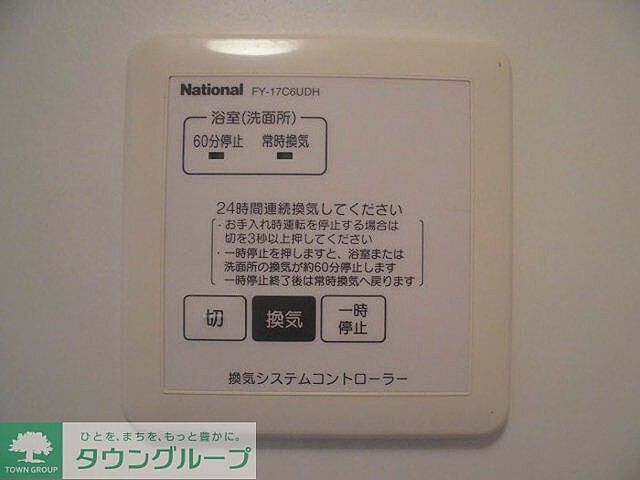 National FY-17C6UDH
浴室(洗面所)
60分停止 常時換気
24時間連続換気してください
・お手入れ時運転を停止する場合は
切を3秒以上押してください
・一時停止を押しますと、浴室または
洗面所の換気が約60分停止します
一時停止終了後は常時換気へ戻ります
切 換気 一時
停止
換気システムコントローラー
ひとを、まちを、もっと豊かに。
TOWN GROUP タウングループ